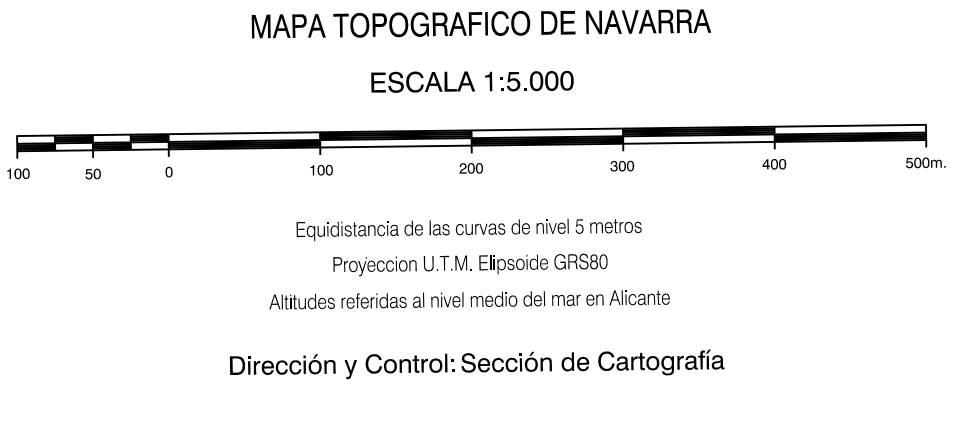 MAPA TOPOGRAFICO DE NAVARRA
ESCALA 1:5.000
100 50 0 100 200 300 400 500m.
Equidistancia de las curvas de nivel 5 metros
Proyeccion U.T.M. Elipsoide GRS80
Altitudes referidas al nivel medio del mar en Alicante
Dirección y Control: Sección de Cartografía